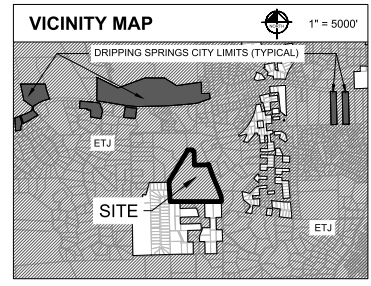 VICINITY MAP
1" = 5000'
DRIPPING SPRINGS CITY LIMITS (TYPICAL)
ETJ
SITE
ETJ